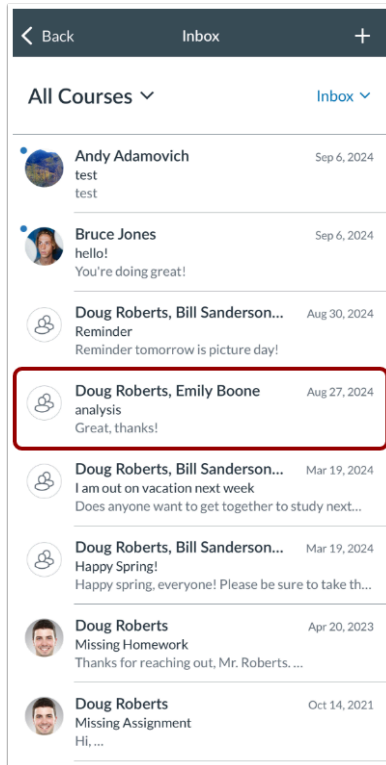 Back Inbox +
All Courses Inbox
Andy Adamovich Sep 6, 2024
test
test
Bruce Jones Sep 6, 2024
hello!
You're doing great!
Doug Roberts, Bill Sanderson... Aug 30, 2024
Reminder
Reminder tomorrow is picture day!
Doug Roberts, Emily Boone Aug 27, 2024
analysis
Great, thanks!
Doug Roberts, Bill Sanderson... Mar 19, 2024
I am out on vacation next week
Does anyone want to get together to study next...
Doug Roberts, Bill Sanderson... Mar 19, 2024
Happy Spring!
Happy spring, everyone! Please be sure to take th...
Doug Roberts Apr 20, 2023
Missing Homework
Thanks for reaching out, Mr. Roberts. ...
Doug Roberts Oct 14, 2021
Missing Assignment
Hi, ...